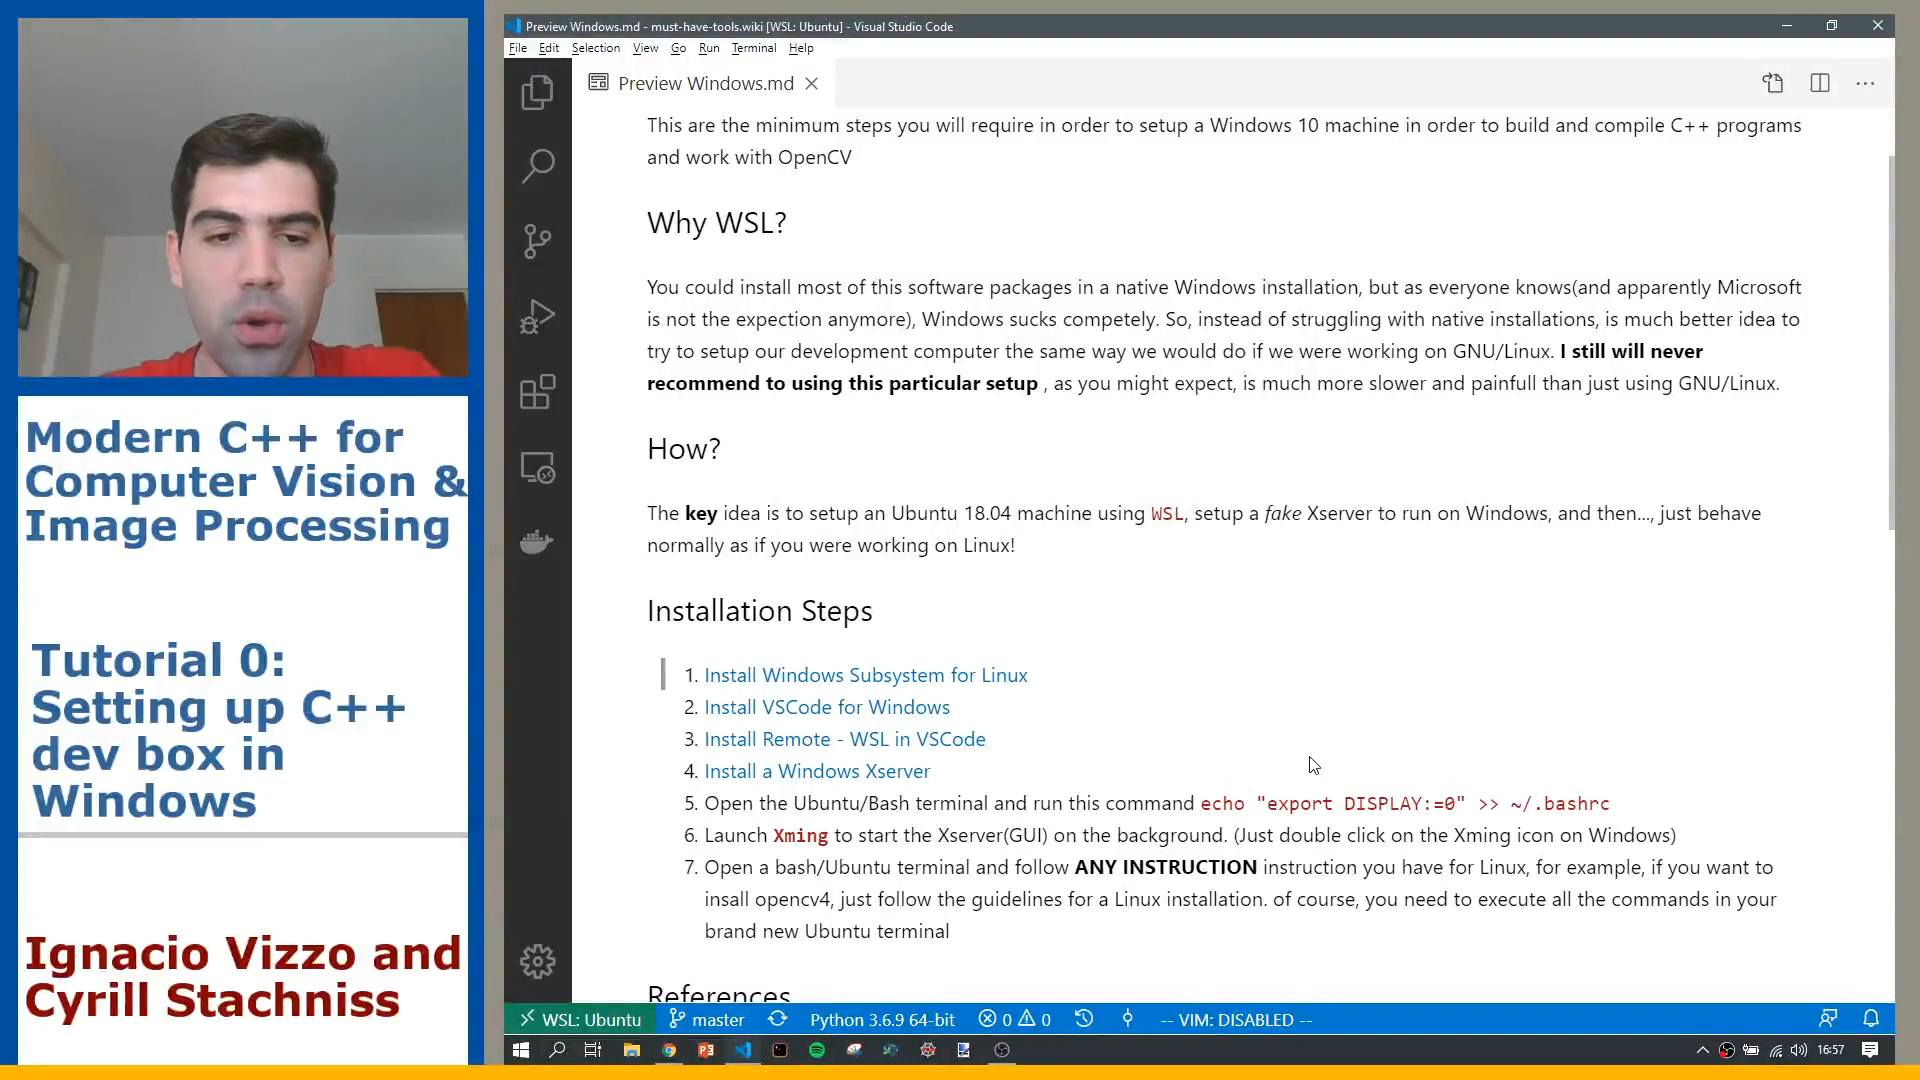 Preview Windows.md - must-have-tools.wiki [WSL: Ubuntu] - Visual Studio Code
File Edit Selection View Go Run Terminal Help
Preview Windows.md
This are the minimum steps you will require in order to setup a Windows 10 machine in order to build and compile C++ programs
and work with OpenCV
Why WSL?
You could install most of this software packages in a native Windows installation, but as everyone knows(and apparently Microsoft
is not the expection anymore), Windows sucks competely. So, instead of struggling with native installations, is much better idea to
try to setup our development computer the same way we would do if we were working on GNU/Linux. I still will never
recommend to using this particular setup , as you might expect, is much more slower and painfull than just using GNU/Linux.
How?
The key idea is to setup an Ubuntu 18.04 machine using WSL, setup a fake Xserver to run on Windows, and then..., just behave
normally as if you were working on Linux!
Installation Steps
1. Install Windows Subsystem for Linux
2. Install VSCode for Windows
3. Install Remote - WSL in VSCode
4. Install a Windows Xserver
5. Open the Ubuntu/Bash terminal and run this command echo "export DISPLAY:=0" >> ~/.bashrc
6. Launch Xming to start the Xserver(GUI) on the background. (Just double click on the Xming icon on Windows)
7. Open a bash/Ubuntu terminal and follow ANY INSTRUCTION instruction you have for Linux, for example, if you want to
insall opencv4, just follow the guidelines for a Linux installation. of course, you need to execute all the commands in your
brand new Ubuntu terminal
References
WSL: Ubuntu master Python 3.6.9 64-bit 0 0 -- VIM: DISABLED --
16:57
Modern C++ for
Computer Vision &
Image Processing
Tutorial 0:
Setting up C++
dev box in
Windows
Ignacio Vizzo and
Cyrill Stachniss